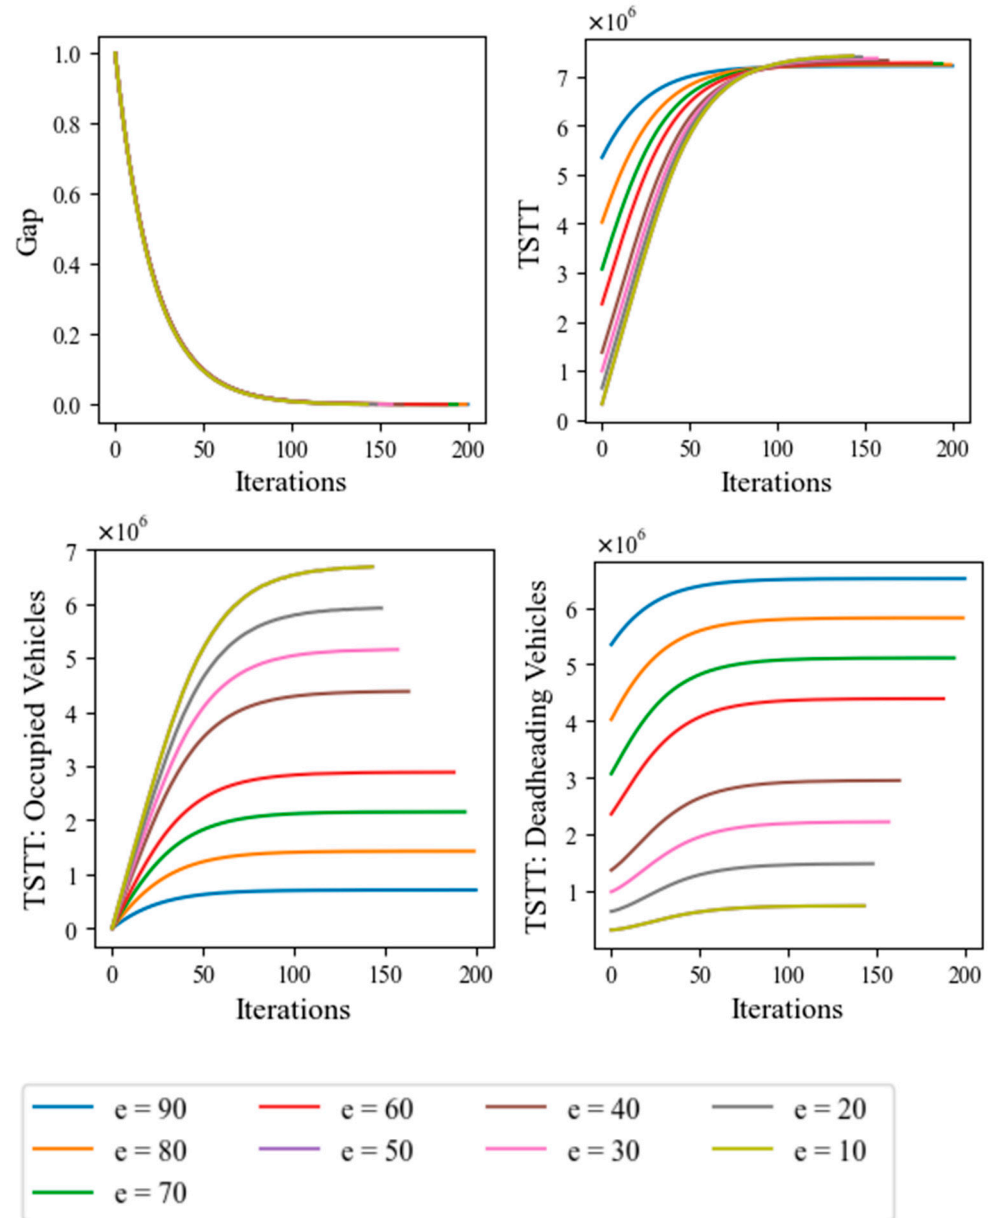 Gap
1.0
0.8
0.6
0.4
0.2
0.0
0 50 100 150 200
Iterations
×10⁶
TSTT
7
6
5
4
3
2
1
0
0 50 100 150 200
Iterations
×10⁶
TSTT: Occupied Vehicles
7
6
5
4
3
2
1
0
0 50 100 150 200
Iterations
×10⁶
TSTT: Deadheading Vehicles
6
5
4
3
2
1
0 50 100 150 200
Iterations
e = 90 e = 60 e = 40 e = 20
e = 80 e = 50 e = 30 e = 10
e = 70